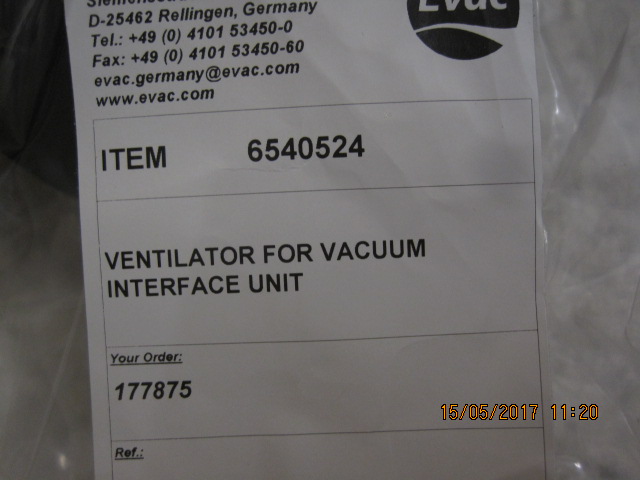 D-25462 Rellingen, Germany
Tel.: +49 (0) 4101 53450-0
Fax: +49 (0) 4101 53450-60
evac.germany@evac.com
www.evac.com
Evac
ITEM 6540524
VENTILATOR FOR VACUUM
INTERFACE UNIT
Your Order:
177875
Ref.:
15/05/2017 11:20